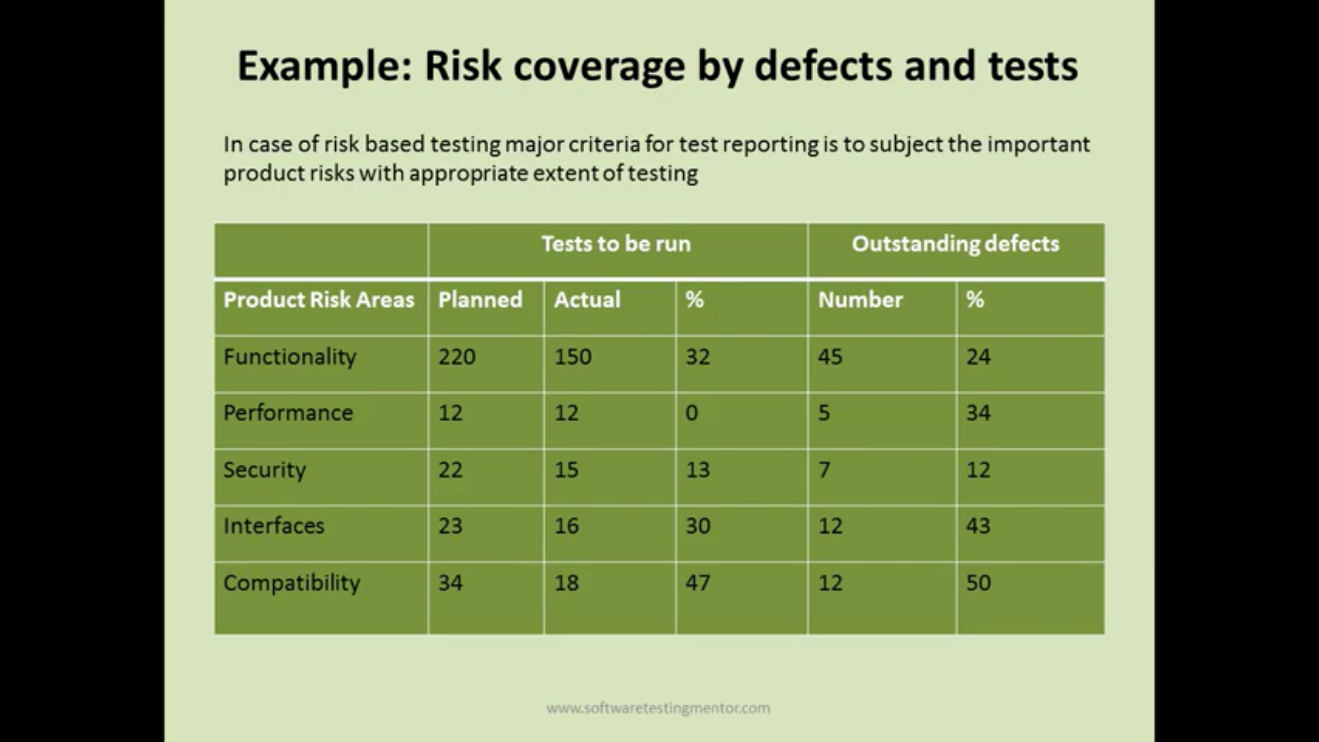 Example: Risk coverage by defects and tests
In case of risk based testing major criteria for test reporting is to subject the important
product risks with appropriate extent of testing
Tests to be run Outstanding defects
Product Risk Areas Planned Actual % Number %
Functionality 220 150 32 45 24
Performance 12 12 0 5 34
Security 22 15 13 7 12
Interfaces 23 16 30 12 43
Compatibility 34 18 47 12 50
www.softwaretestingmentor.com